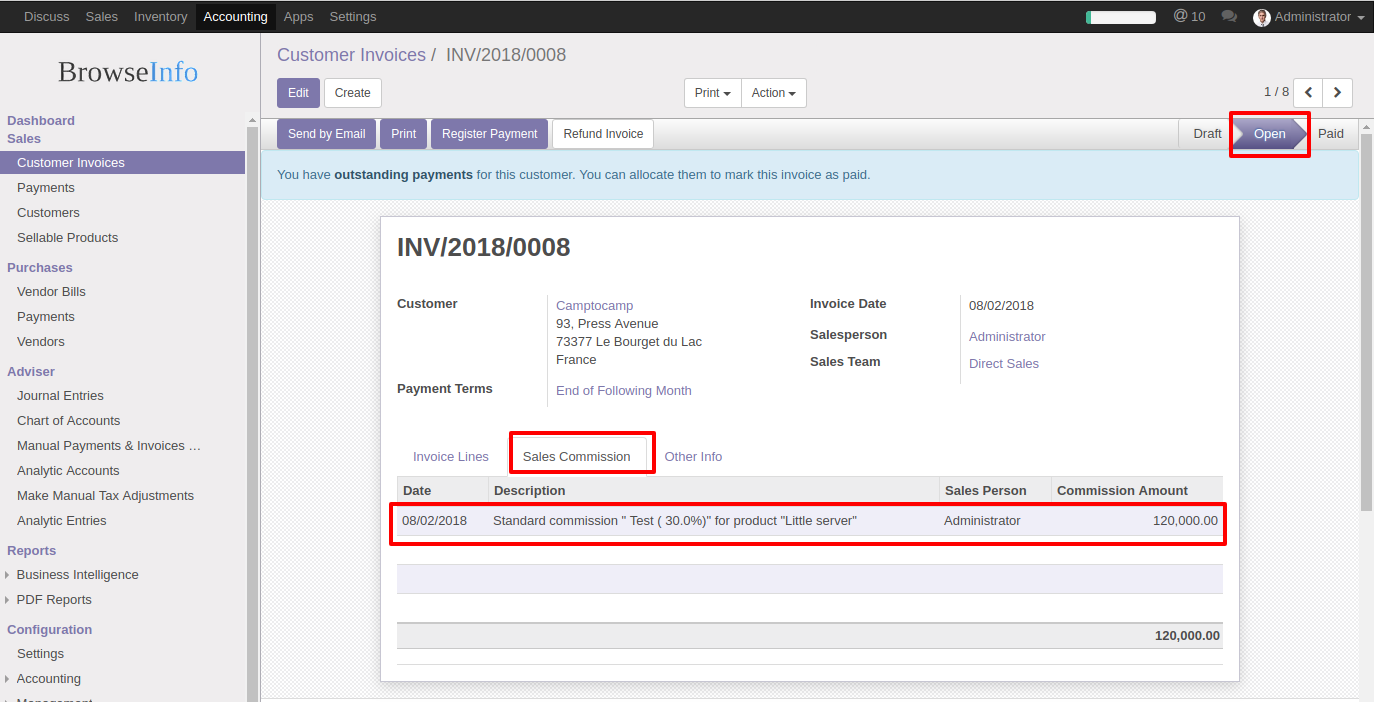 Discuss Sales Inventory Accounting Apps Settings @ 10 Administrator
BrowseInfo
Dashboard
Sales
Customer Invoices
Payments
Customers
Sellable Products
Purchases
Vendor Bills
Payments
Vendors
Adviser
Journal Entries
Chart of Accounts
Manual Payments & Invoices ...
Analytic Accounts
Make Manual Tax Adjustments
Analytic Entries
Reports
Business Intelligence
PDF Reports
Configuration
Settings
Accounting
Management
Customer Invoices / INV/2018/0008
Edit Create Print Action 1 / 8
Send by Email Print Register Payment Refund Invoice Draft Open Paid
You have outstanding payments for this customer. You can allocate them to mark this invoice as paid.
INV/2018/0008
Customer Camptocamp
93, Press Avenue
73377 Le Bourget du Lac
France
Payment Terms End of Following Month
Invoice Date 08/02/2018
Salesperson Administrator
Sales Team Direct Sales
Invoice Lines Sales Commission Other Info
Date Description Sales Person Commission Amount
08/02/2018 Standard commission " Test ( 30.0%)" for product "Little server" Administrator 120,000.00
120,000.00